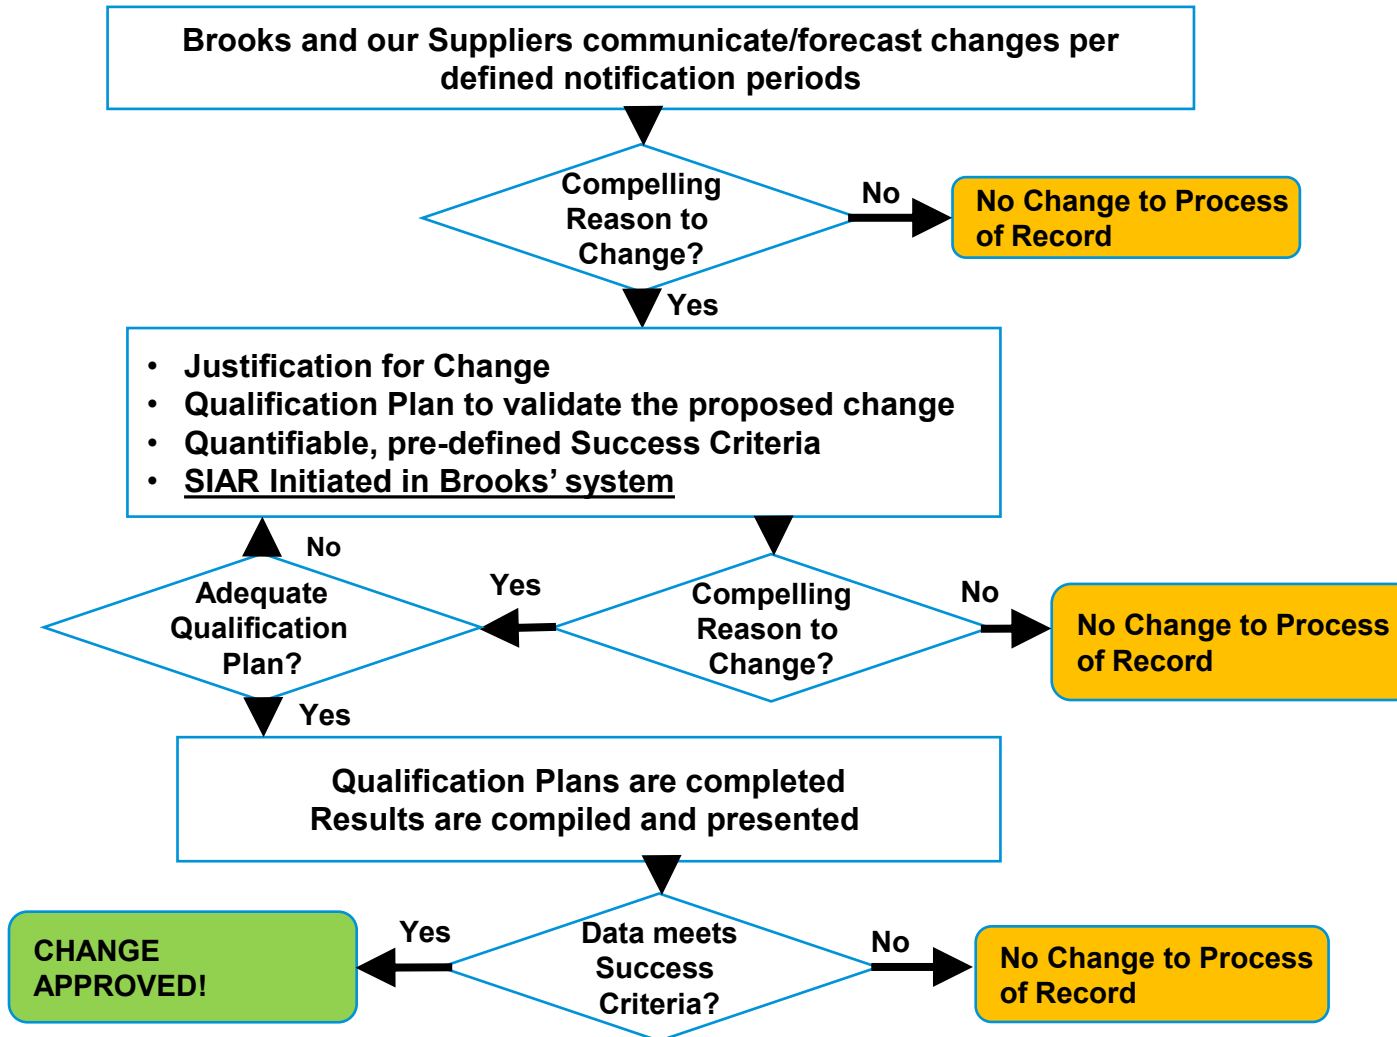 Brooks and our Suppliers communicate/forecast changes per
defined notification periods
Compelling
Reason to
Change?
No
No Change to Process
of Record
Yes
• Justification for Change
• Qualification Plan to validate the proposed change
• Quantifiable, pre-defined Success Criteria
• SIAR Initiated in Brooks’ system
No
Adequate
Qualification
Plan?
Yes
Compelling
Reason to
Change?
No
No Change to Process
of Record
Yes
Qualification Plans are completed
Results are compiled and presented
CHANGE
APPROVED!
Yes
Data meets
Success
Criteria?
No
No Change to Process
of Record